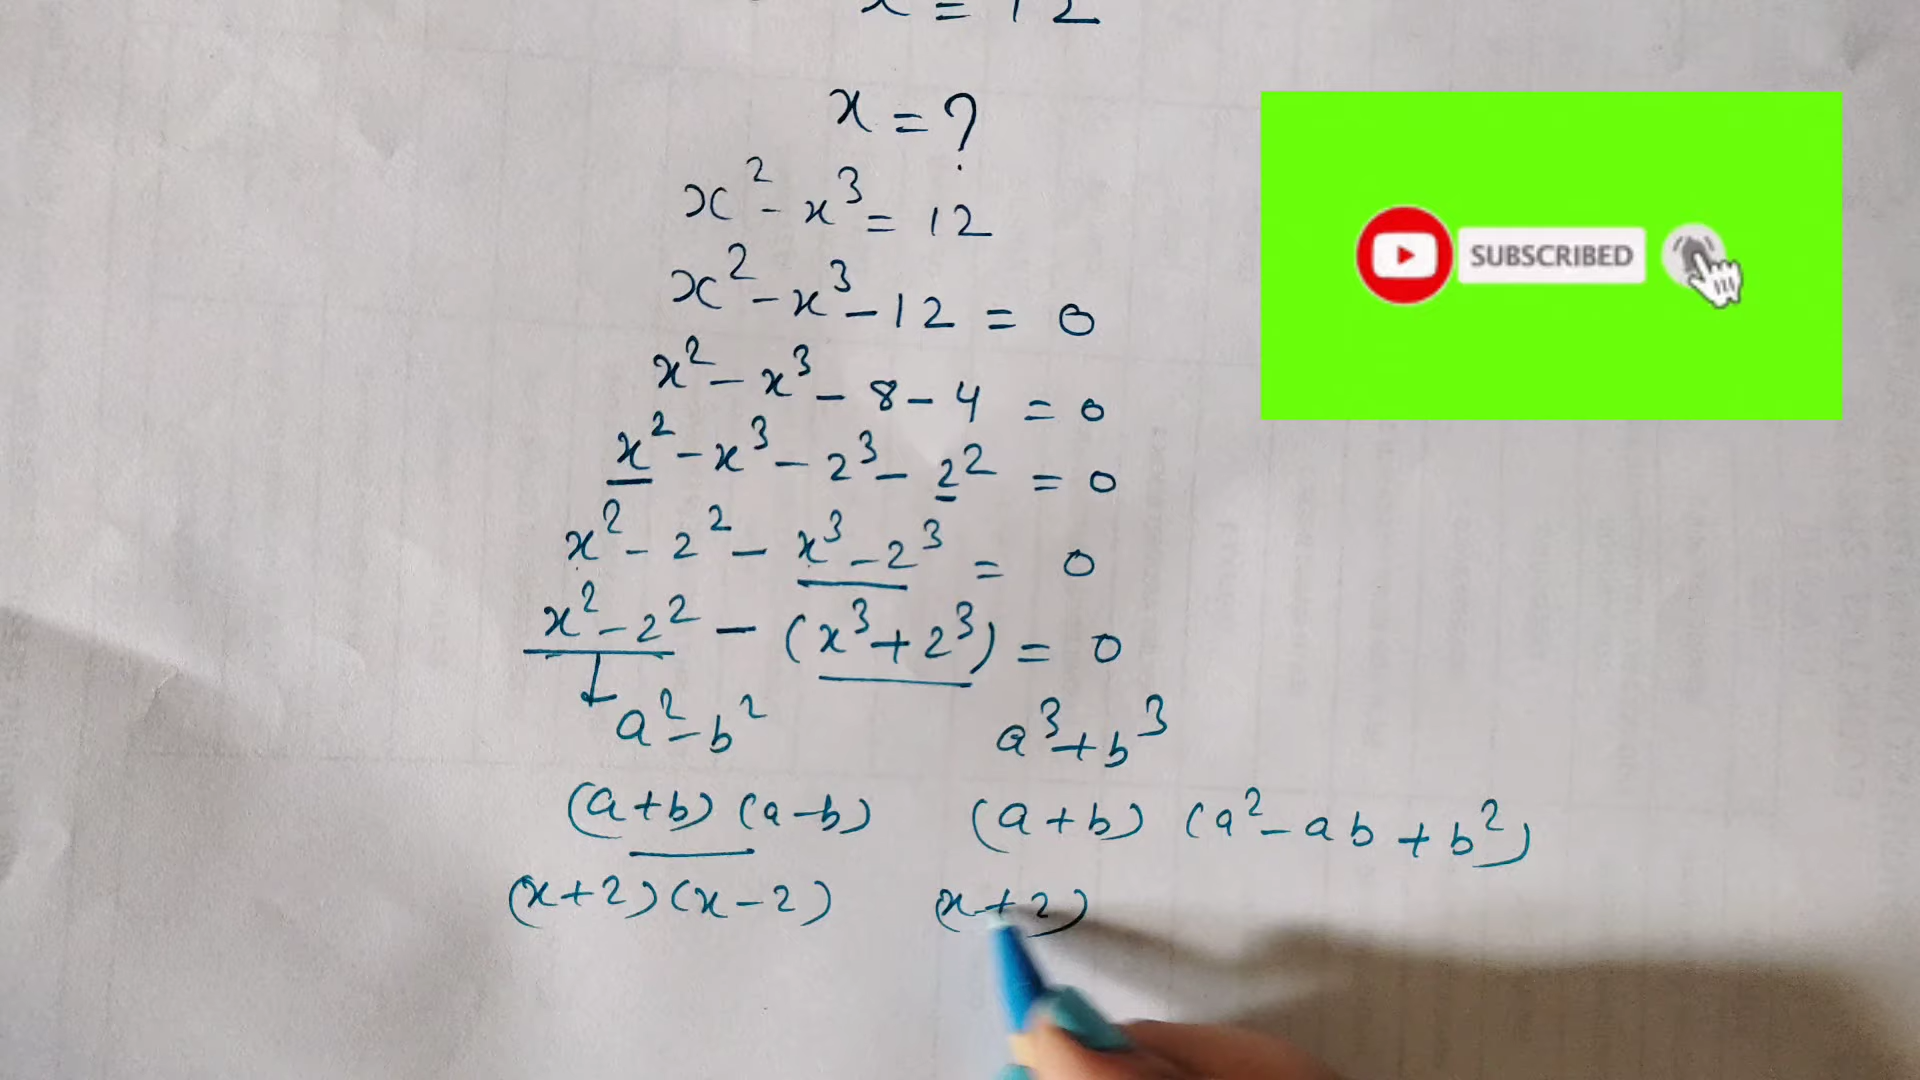 x = 12
x = ?
x² - x³ = 12
x² - x³ - 12 = 0
x² - x³ - 8 - 4 = 0
x² - x³ - 2³ - 2² = 0
x² - 2² - x³ - 2³ = 0
x² - 2² - (x³ + 2³) = 0
a² - b² a³ + b³
(a + b) (a - b) (a + b) (a² - ab + b²)
(x + 2) (x - 2) (x + 2)
SUBSCRIBED